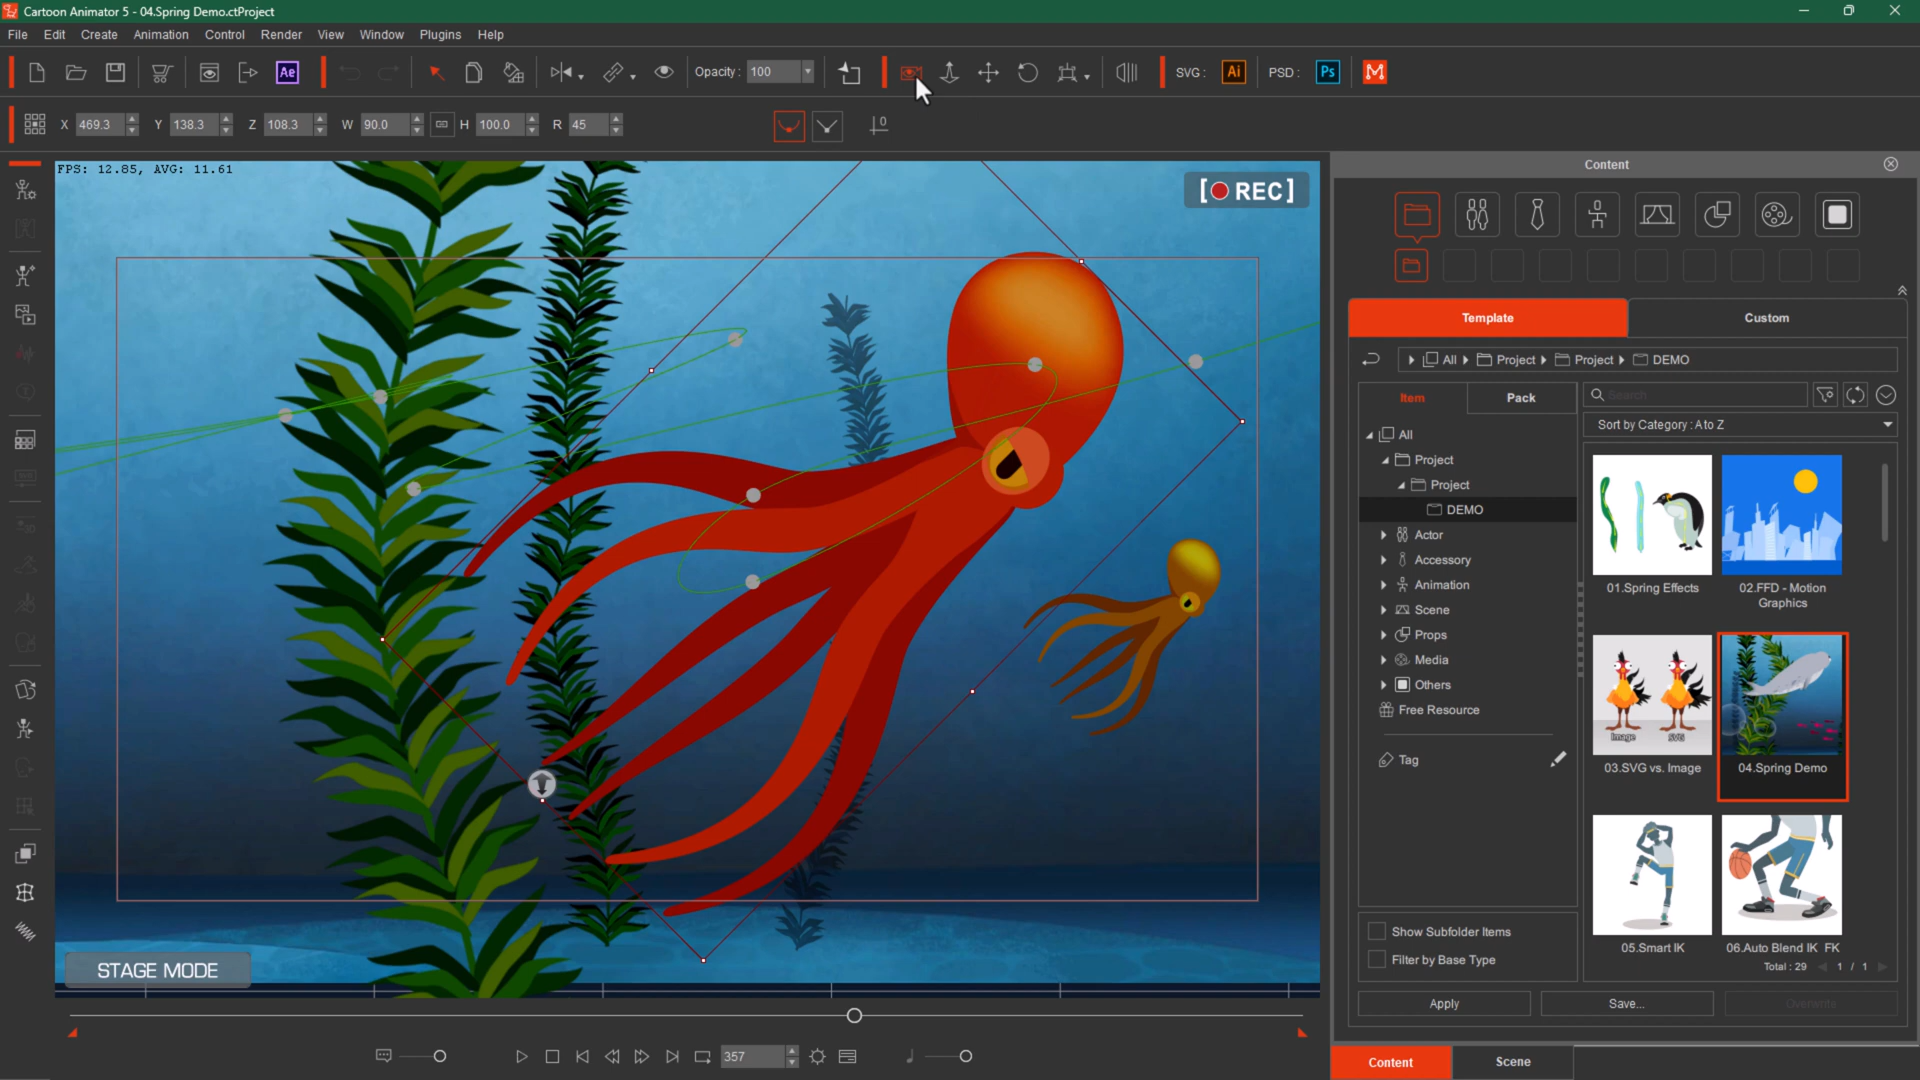 Cartoon Animator 5 - 04.Spring Demo.ctProject
File Edit Create Animation Control Render View Window Plugins Help
Ae
Opacity : 100
SVG : Ai PSD : Ps
X 469.3 Y 138.3 Z 108.3 W 90.0 H 100.0 R 45
0
FPS: 12.85, AVG: 11.61
[ REC ]
STAGE MODE
357
Content
Template Custom
All Project Project DEMO
Item Pack
Search
Sort by Category : A to Z
All
Project
Project
DEMO
Actor
Accessory
Animation
Scene
Props
Media
Others
Free Resource
Tag
Show Subfolder Items
Filter by Base Type
01.Spring Effects
02.FFD - Motion
Graphics
Image SVG
03.SVG vs. Image
04.Spring Demo
05.Smart IK
06.Auto Blend IK FK
Total : 29 1 / 1
Apply Save... Overwrite
Content Scene